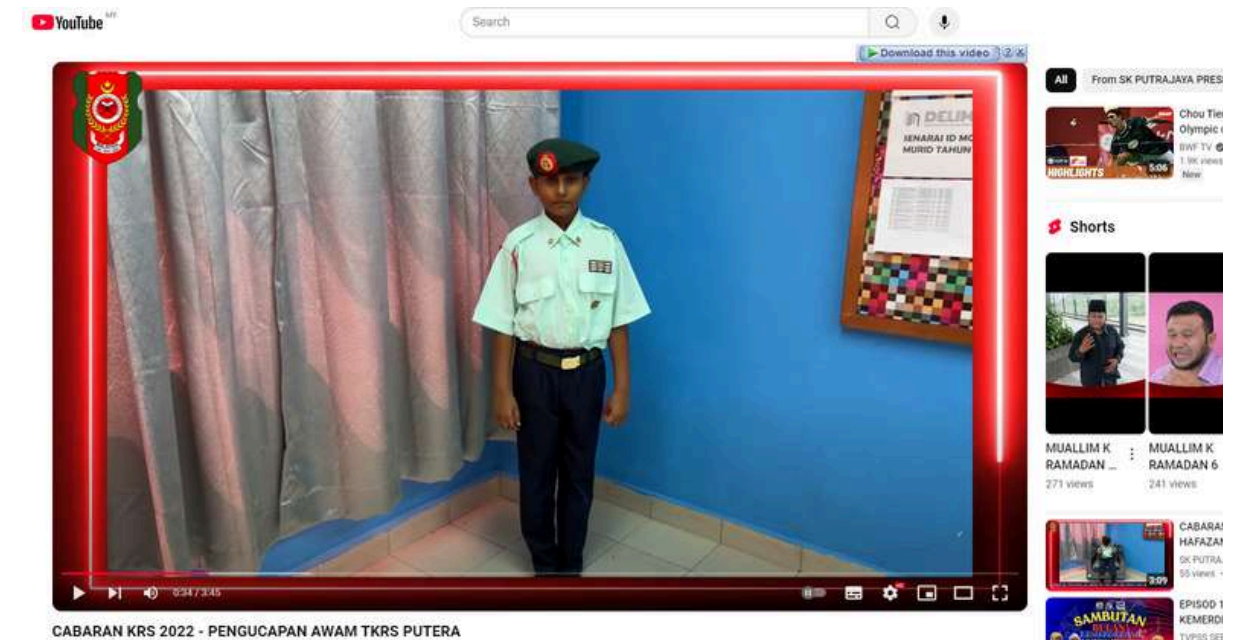 YouTube MY
Search
Download this video
All
From SK PUTRAJAYA PRES
DELIM
SENARAI ID MO
MURID TAHUN
Chou Tie
Olympic
BWF TV
1.9K views
New
HIGHLIGHTS
5:06
Shorts
MUALLIM K
RAMADAN ...
271 views
MUALLIM K
RAMADAN 6
241 views
0:34 / 3:45
CABARAN KRS 2022 - PENGUCAPAN AWAM TKRS PUTERA
CABARA
HAFAZAN
SK PUTRA
55 views
3:09
SAMBUTAN
BULAN
EPISOD 1
KEMERD